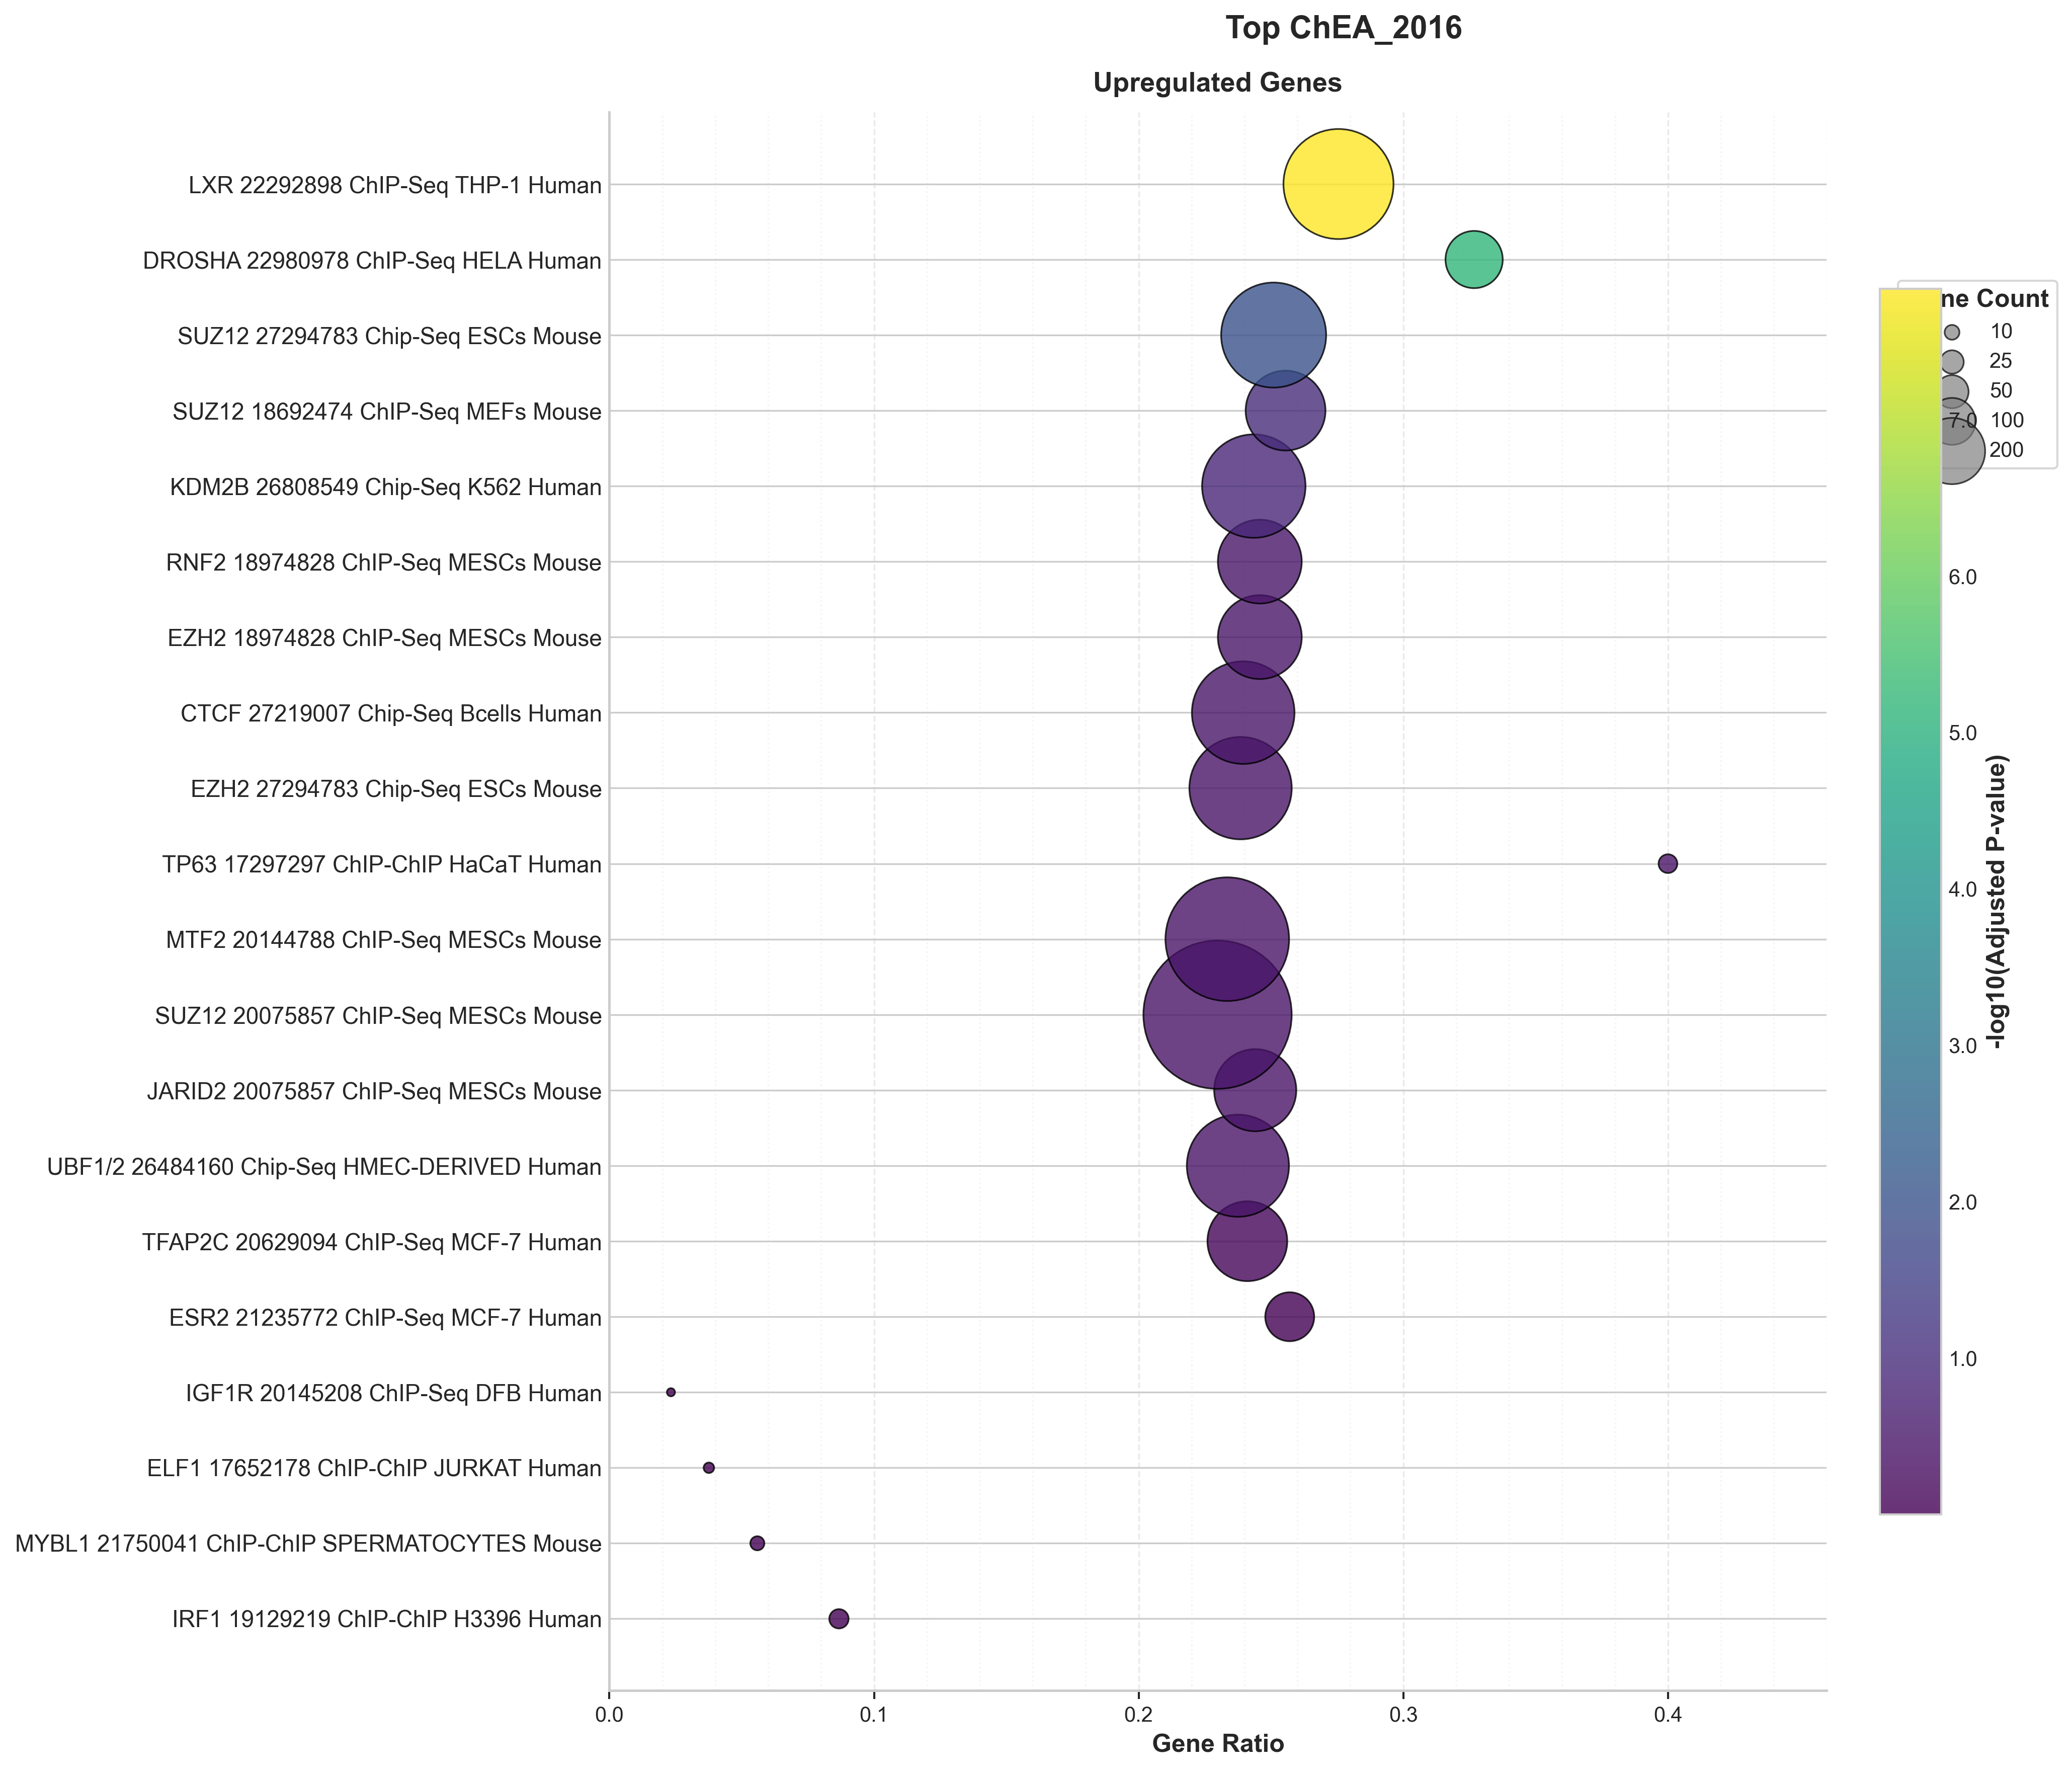 Top ChEA_2016
Upregulated Genes
LXR 22292898 ChIP-Seq THP-1 Human
DROSHA 22980978 ChIP-Seq HELA Human
SUZ12 27294783 Chip-Seq ESCs Mouse
SUZ12 18692474 ChIP-Seq MEFs Mouse
KDM2B 26808549 Chip-Seq K562 Human
RNF2 18974828 ChIP-Seq MESCs Mouse
EZH2 18974828 ChIP-Seq MESCs Mouse
CTCF 27219007 Chip-Seq Bcells Human
EZH2 27294783 Chip-Seq ESCs Mouse
TP63 17297297 ChIP-ChIP HaCaT Human
MTF2 20144788 ChIP-Seq MESCs Mouse
SUZ12 20075857 ChIP-Seq MESCs Mouse
JARID2 20075857 ChIP-Seq MESCs Mouse
UBF1/2 26484160 Chip-Seq HMEC-DERIVED Human
TFAP2C 20629094 ChIP-Seq MCF-7 Human
ESR2 21235772 ChIP-Seq MCF-7 Human
IGF1R 20145208 ChIP-Seq DFB Human
ELF1 17652178 ChIP-ChIP JURKAT Human
MYBL1 21750041 ChIP-ChIP SPERMATOCYTES Mouse
IRF1 19129219 ChIP-ChIP H3396 Human
0.0 0.1 0.2 0.3 0.4
Gene Ratio
Count
10
25
50
100
200
7.0
6.0
5.0
4.0
3.0
2.0
1.0
-log10(Adjusted P-value)